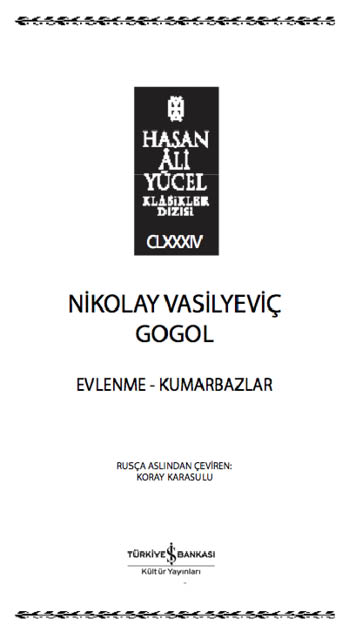 HASAN
ÂLİ
YÜCEL
KLASİKLER
DİZİSİ
CLXXXIV
NİKOLAY VASİLYEVİÇ
GOGOL
EVLENME - KUMARBAZLAR
RUSÇA ASLINDAN ÇEVİREN:
KORAY KARASULU
TÜRKİYE İŞ BANKASI
Kültür Yayınları